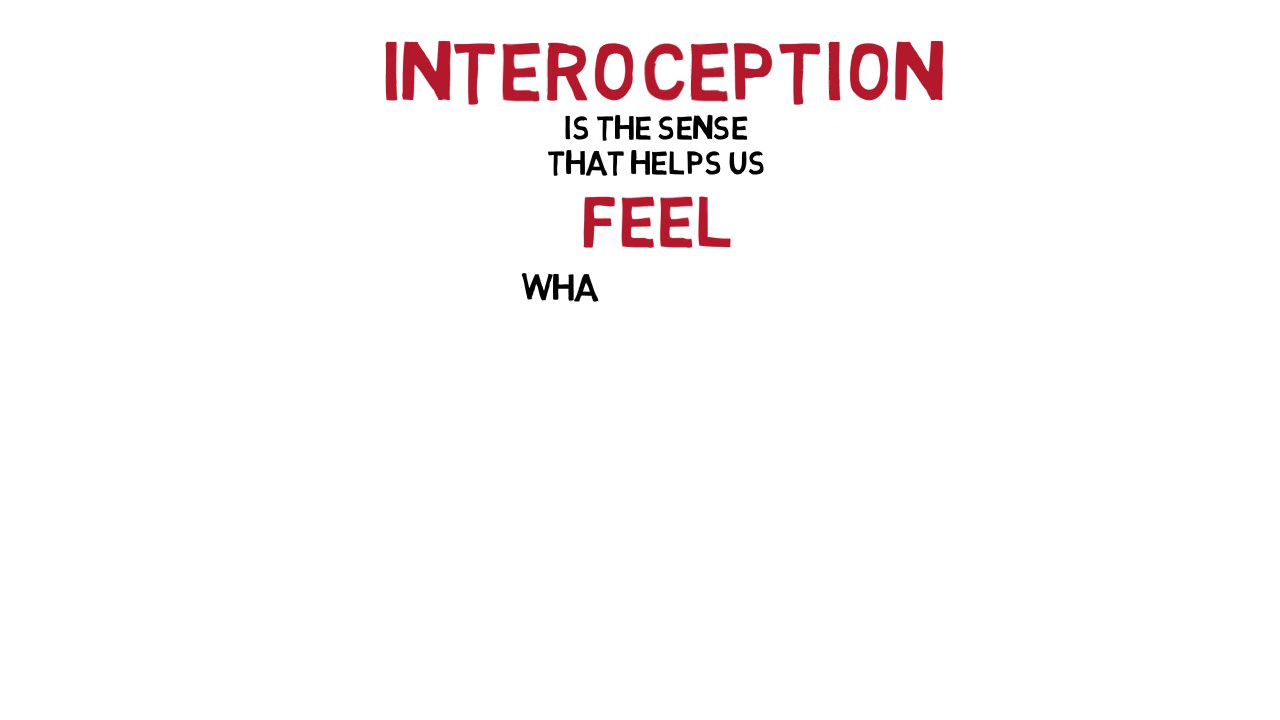 INTEROCEPTION
IS THE SENSE
THAT HELPS US
FEEL
WHA